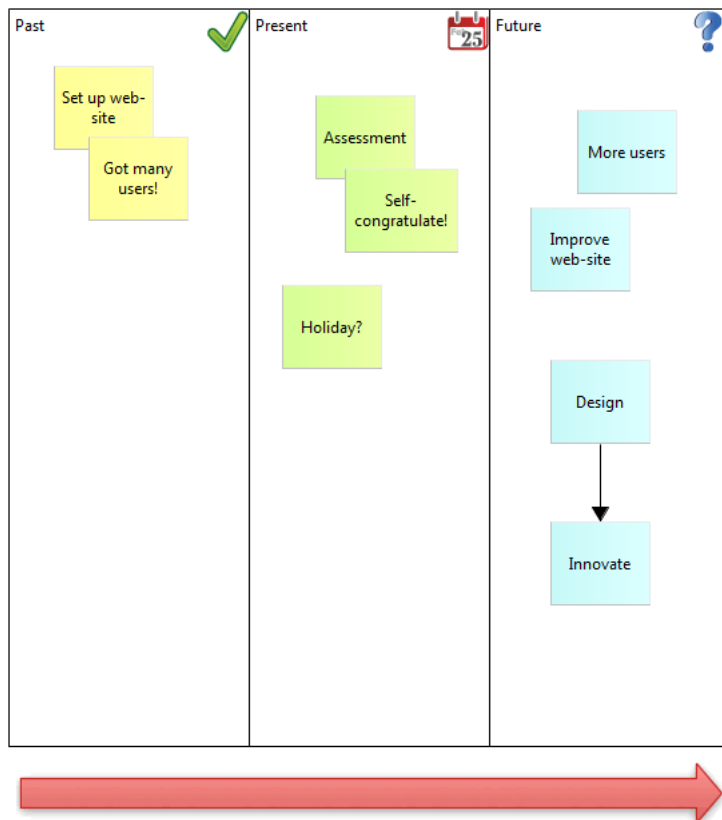 Past
Set up web-
site
Got many
users!
Present
Feb
25
Assessment
Self-
congratulate!
Holiday?
Future
More users
Improve
web-site
Design
Innovate